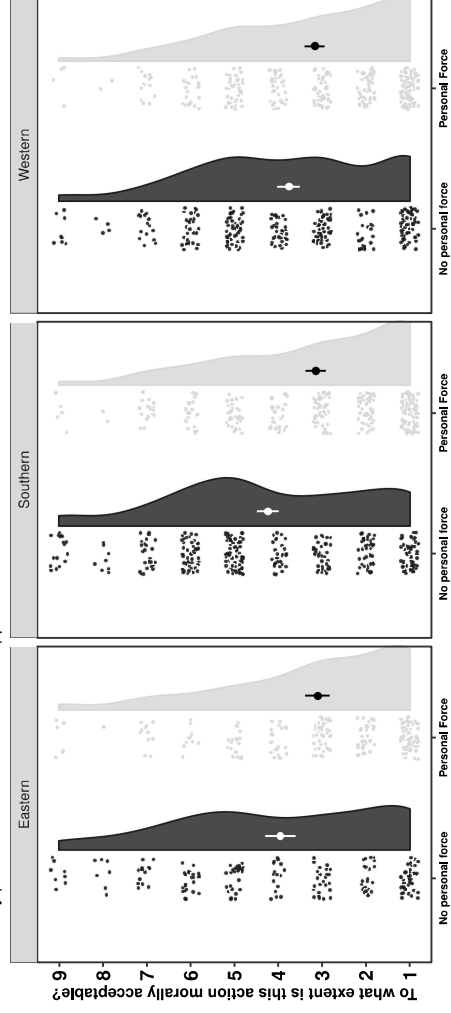 Eastern
Southern
Western
To what extent is this action morally acceptable?
9
8
7
6
5
4
3
2
1
No personal force
Personal Force
No personal force
Personal Force
No personal force
Personal Force